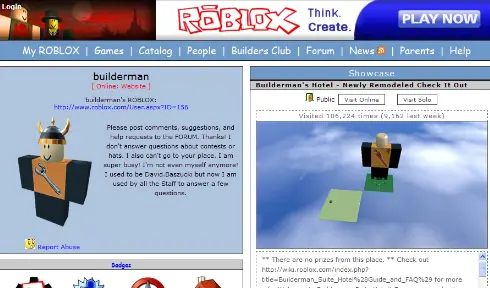 Login
ROBLOX Think.
Create.
PLAY NOW
My ROBLOX | Games | Catalog | People | Builders Club | Forum | News | Parents | Help
builderman
[ Online: Website ]
builderman's ROBLOX:
http://www.roblox.com/User.aspx?ID=156
Please post comments, suggestions, and
help requests to the FORUM. Thanks! I
don't answer questions about contests or
hats. I also can't go to your place. I am
super busy! I'm not even myself anymore!
I used to be David.Baszucki but now I am
used by all the Staff to answer a few
questions.
Report Abuse
Badges
Showcase
Builderman's Hotel - Newly Remodeled Check It Out
Public Visit Online Visit Solo
Visited 106,224 times (9,162 last week)
** There are no prizes from this place. ** Check out
http://wiki.roblox.com/index.php?
title=Builderman_Suite_Hotel%28Guide_and_FAQ%29 for more